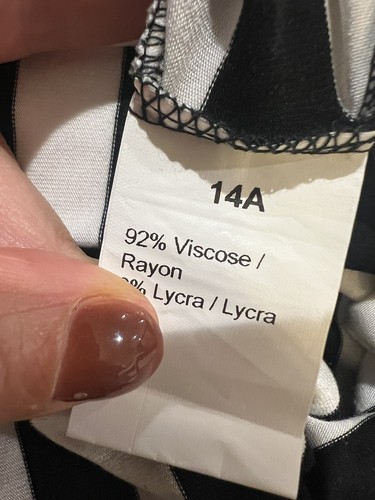 14A
92% Viscose /
Rayon
% Lycra / Lycra